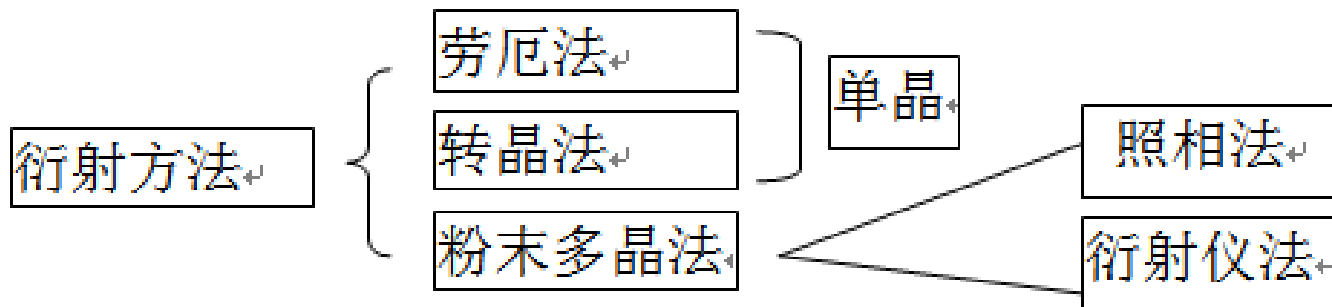 劳厄法
单晶
转晶法
照相法
衍射方法
粉末多晶法
衍射仪法